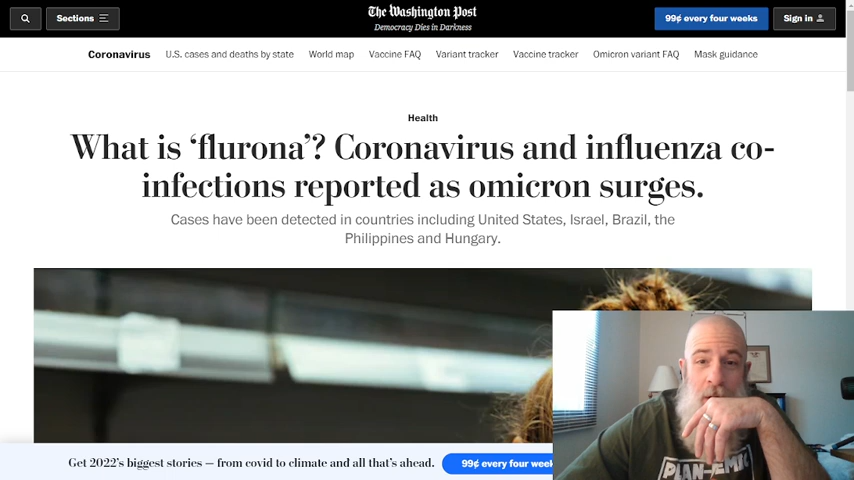 Sections
The Washington Post
Democracy Dies in Darkness
99¢ every four weeks
Sign in
Coronavirus
U.S. cases and deaths by state
World map
Vaccine FAQ
Variant tracker
Vaccine tracker
Omicron variant FAQ
Mask guidance
Health
What is ‘flurona’? Coronavirus and influenza co-
infections reported as omicron surges.
Cases have been detected in countries including United States, Israel, Brazil, the
Philippines and Hungary.
Get 2022’s biggest stories — from covid to climate and all that’s ahead.
99¢ every four week